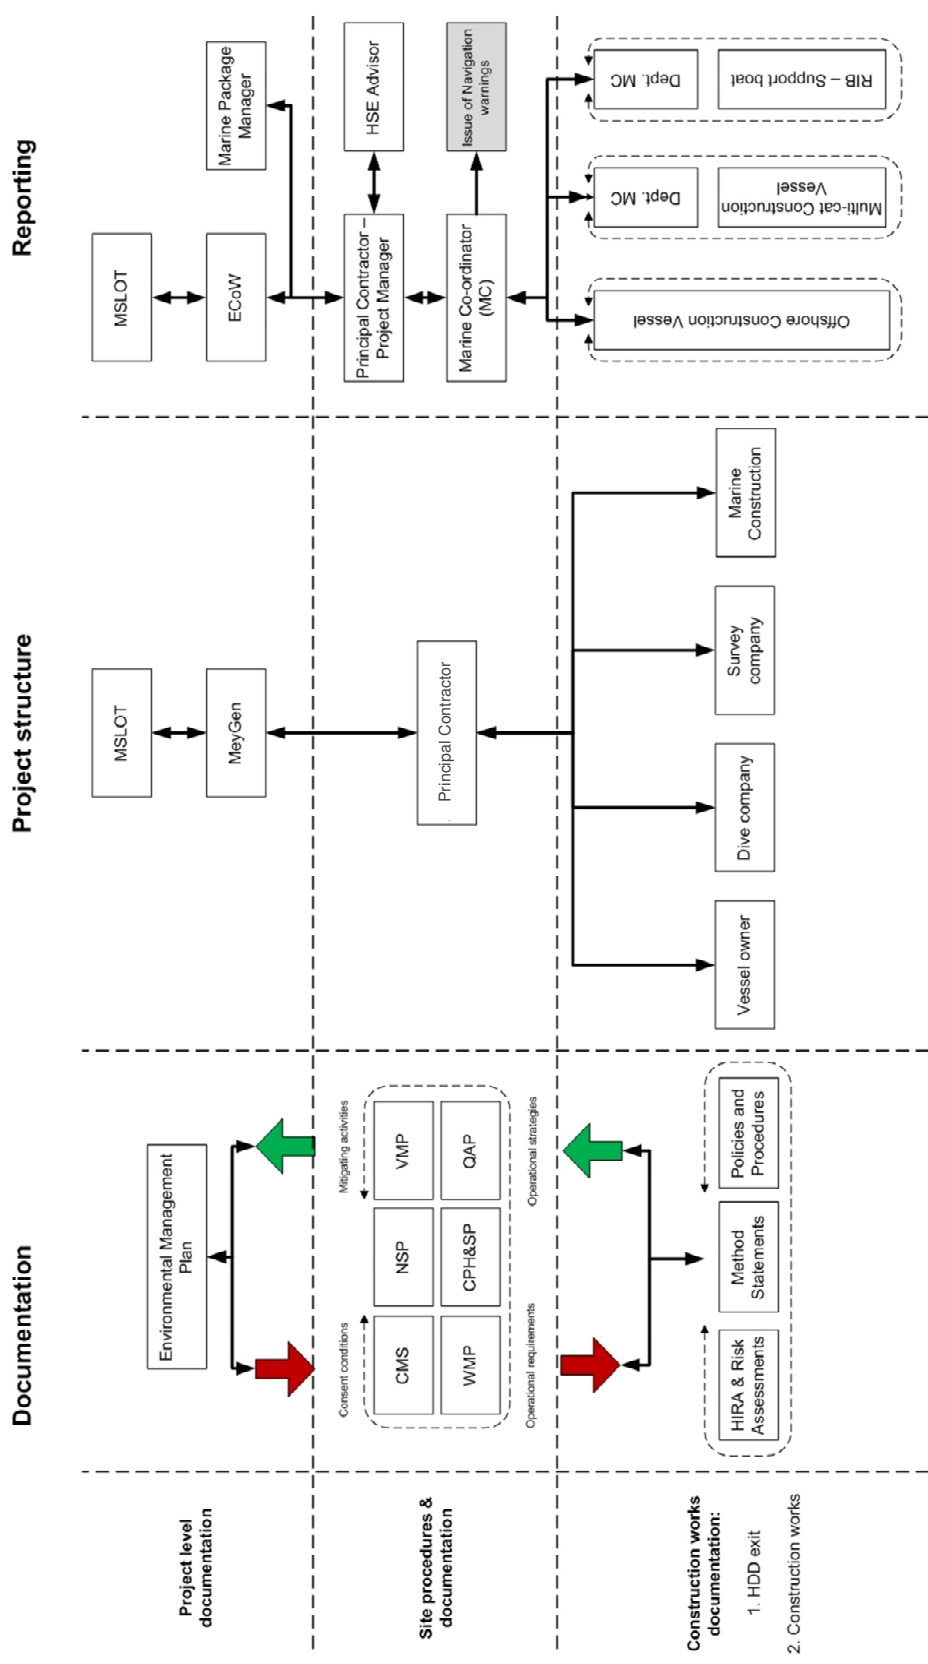 Documentation
Project structure
Reporting
Project level
documentation
Environmental Management
Plan
MSLOT
MeyGen
MSLOT
ECoW
Marine Package
Manager
Site procedures &
documentation
Consent conditions
Mitigating activities
CMS
NSP
VMP
WMP
CPH&SP
QAP
Operational requirements
Operational strategies
Principal Contractor
Principal Contractor –
Project Manager
HSE Advisor
Marine Co-ordinator
(MC)
Issue of Navigation
warnings
Construction works
documentation:
1. HDD exit
2. Construction works
HIRA & Risk
Assessments
Method
Statements
Policies and
Procedures
Vessel owner
Dive company
Survey
company
Marine
Construction
Offshore Construction Vessel
Dept. MC
Multi-cat Construction
Vessel
Dept. MC
RIB – Support boat